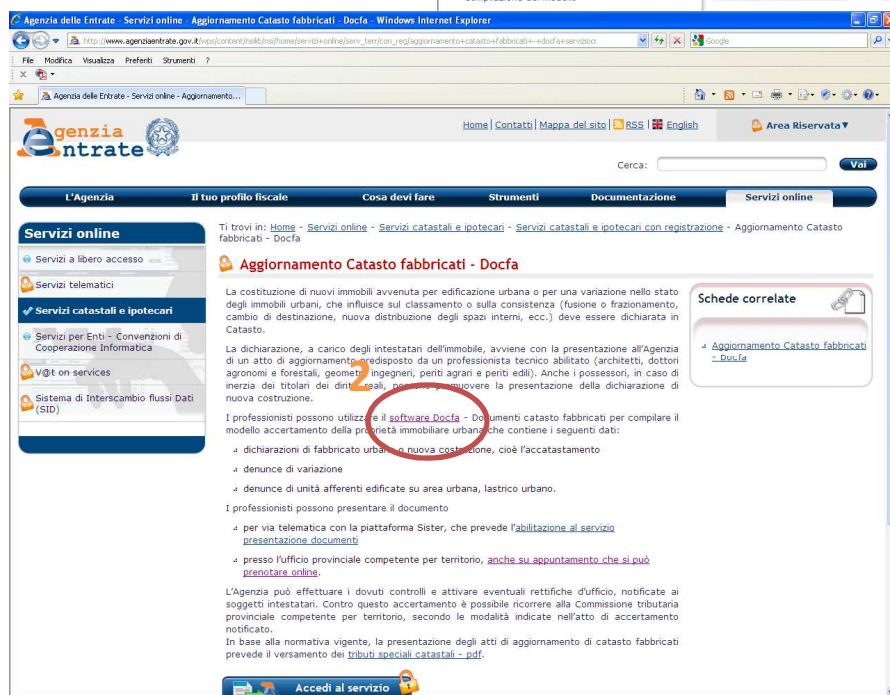 compilazione del modello
Agenzia delle Entrate - Servizi online - Aggiornamento Catasto fabbricati - Docfa - Windows Internet Explorer
http://www.agenziaentrate.gov.it/wps/content/nsilib/nsi/home/servizi+online/serv_terr/con_reg/aggiornamento+catasto+fabbricati+-+docfa+servizioor
Google
File Modifica Visualizza Preferiti Strumenti ?
x
Agenzia delle Entrate - Servizi online - Aggiornamento...
Agenzia Entrate
Home | Contatti | Mappa del sito | RSS | English
Area Riservata
Cerca:
Vai
L'Agenzia Il tuo profilo fiscale Cosa devi fare Strumenti Documentazione Servizi online
Servizi online
Servizi a libero accesso
Servizi telematici
Servizi catastali e ipotecari
Servizi per Enti - Convenzioni di
Cooperazione Informatica
V@t on services
Sistema di Interscambio flussi Dati
(SID)
Ti trovi in: Home - Servizi online - Servizi catastali e ipotecari - Servizi catastali e ipotecari con registrazione - Aggiornamento Catasto
fabbricati - Docfa
Aggiornamento Catasto fabbricati - Docfa
La costituzione di nuovi immobili avvenuta per edificazione urbana o per una variazione nello stato
degli immobili urbani, che influisce sul classamento o sulla consistenza (fusione o frazionamento,
cambio di destinazione, nuova distribuzione degli spazi interni, ecc.) deve essere dichiarata in
Catasto.
La dichiarazione, a carico degli intestatari dell'immobile, avviene con la presentazione all'Agenzia
di un atto di aggiornamento predisposto da un professionista tecnico abilitato (architetti, dottori
agronomi e forestali, geometri, ingegneri, periti agrari e periti edili). Anche i possessori, in caso di
inerzia dei titolari dei diritti reali, possono promuovere la presentazione della dichiarazione di
nuova costruzione.
2
I professionisti possono utilizzare il software Docfa - Documenti catasto fabbricati per compilare il
modello accertamento della proprietà immobiliare urbana che contiene i seguenti dati:
dichiarazioni di fabbricato urbano o nuova costruzione, cioè l'accatastamento
denunce di variazione
denunce di unità afferenti edificate su area urbana, lastrico urbano.
I professionisti possono presentare il documento
per via telematica con la piattaforma Sister, che prevede l'abilitazione al servizio
presentazione documenti
presso l'ufficio provinciale competente per territorio, anche su appuntamento che si può
prenotare online.
L'Agenzia può effettuare i dovuti controlli e attivare eventuali rettifiche d'ufficio, notificate ai
soggetti intestatari. Contro questo accertamento è possibile ricorrere alla Commissione tributaria
provinciale competente per territorio, secondo le modalità indicate nell'atto di accertamento
notificato.
In base alla normativa vigente, la presentazione degli atti di aggiornamento di catasto fabbricati
prevede il versamento dei tributi speciali catastali - pdf.
Accedi al servizio
Schede correlate
Aggiornamento Catasto fabbricati
- Docfa